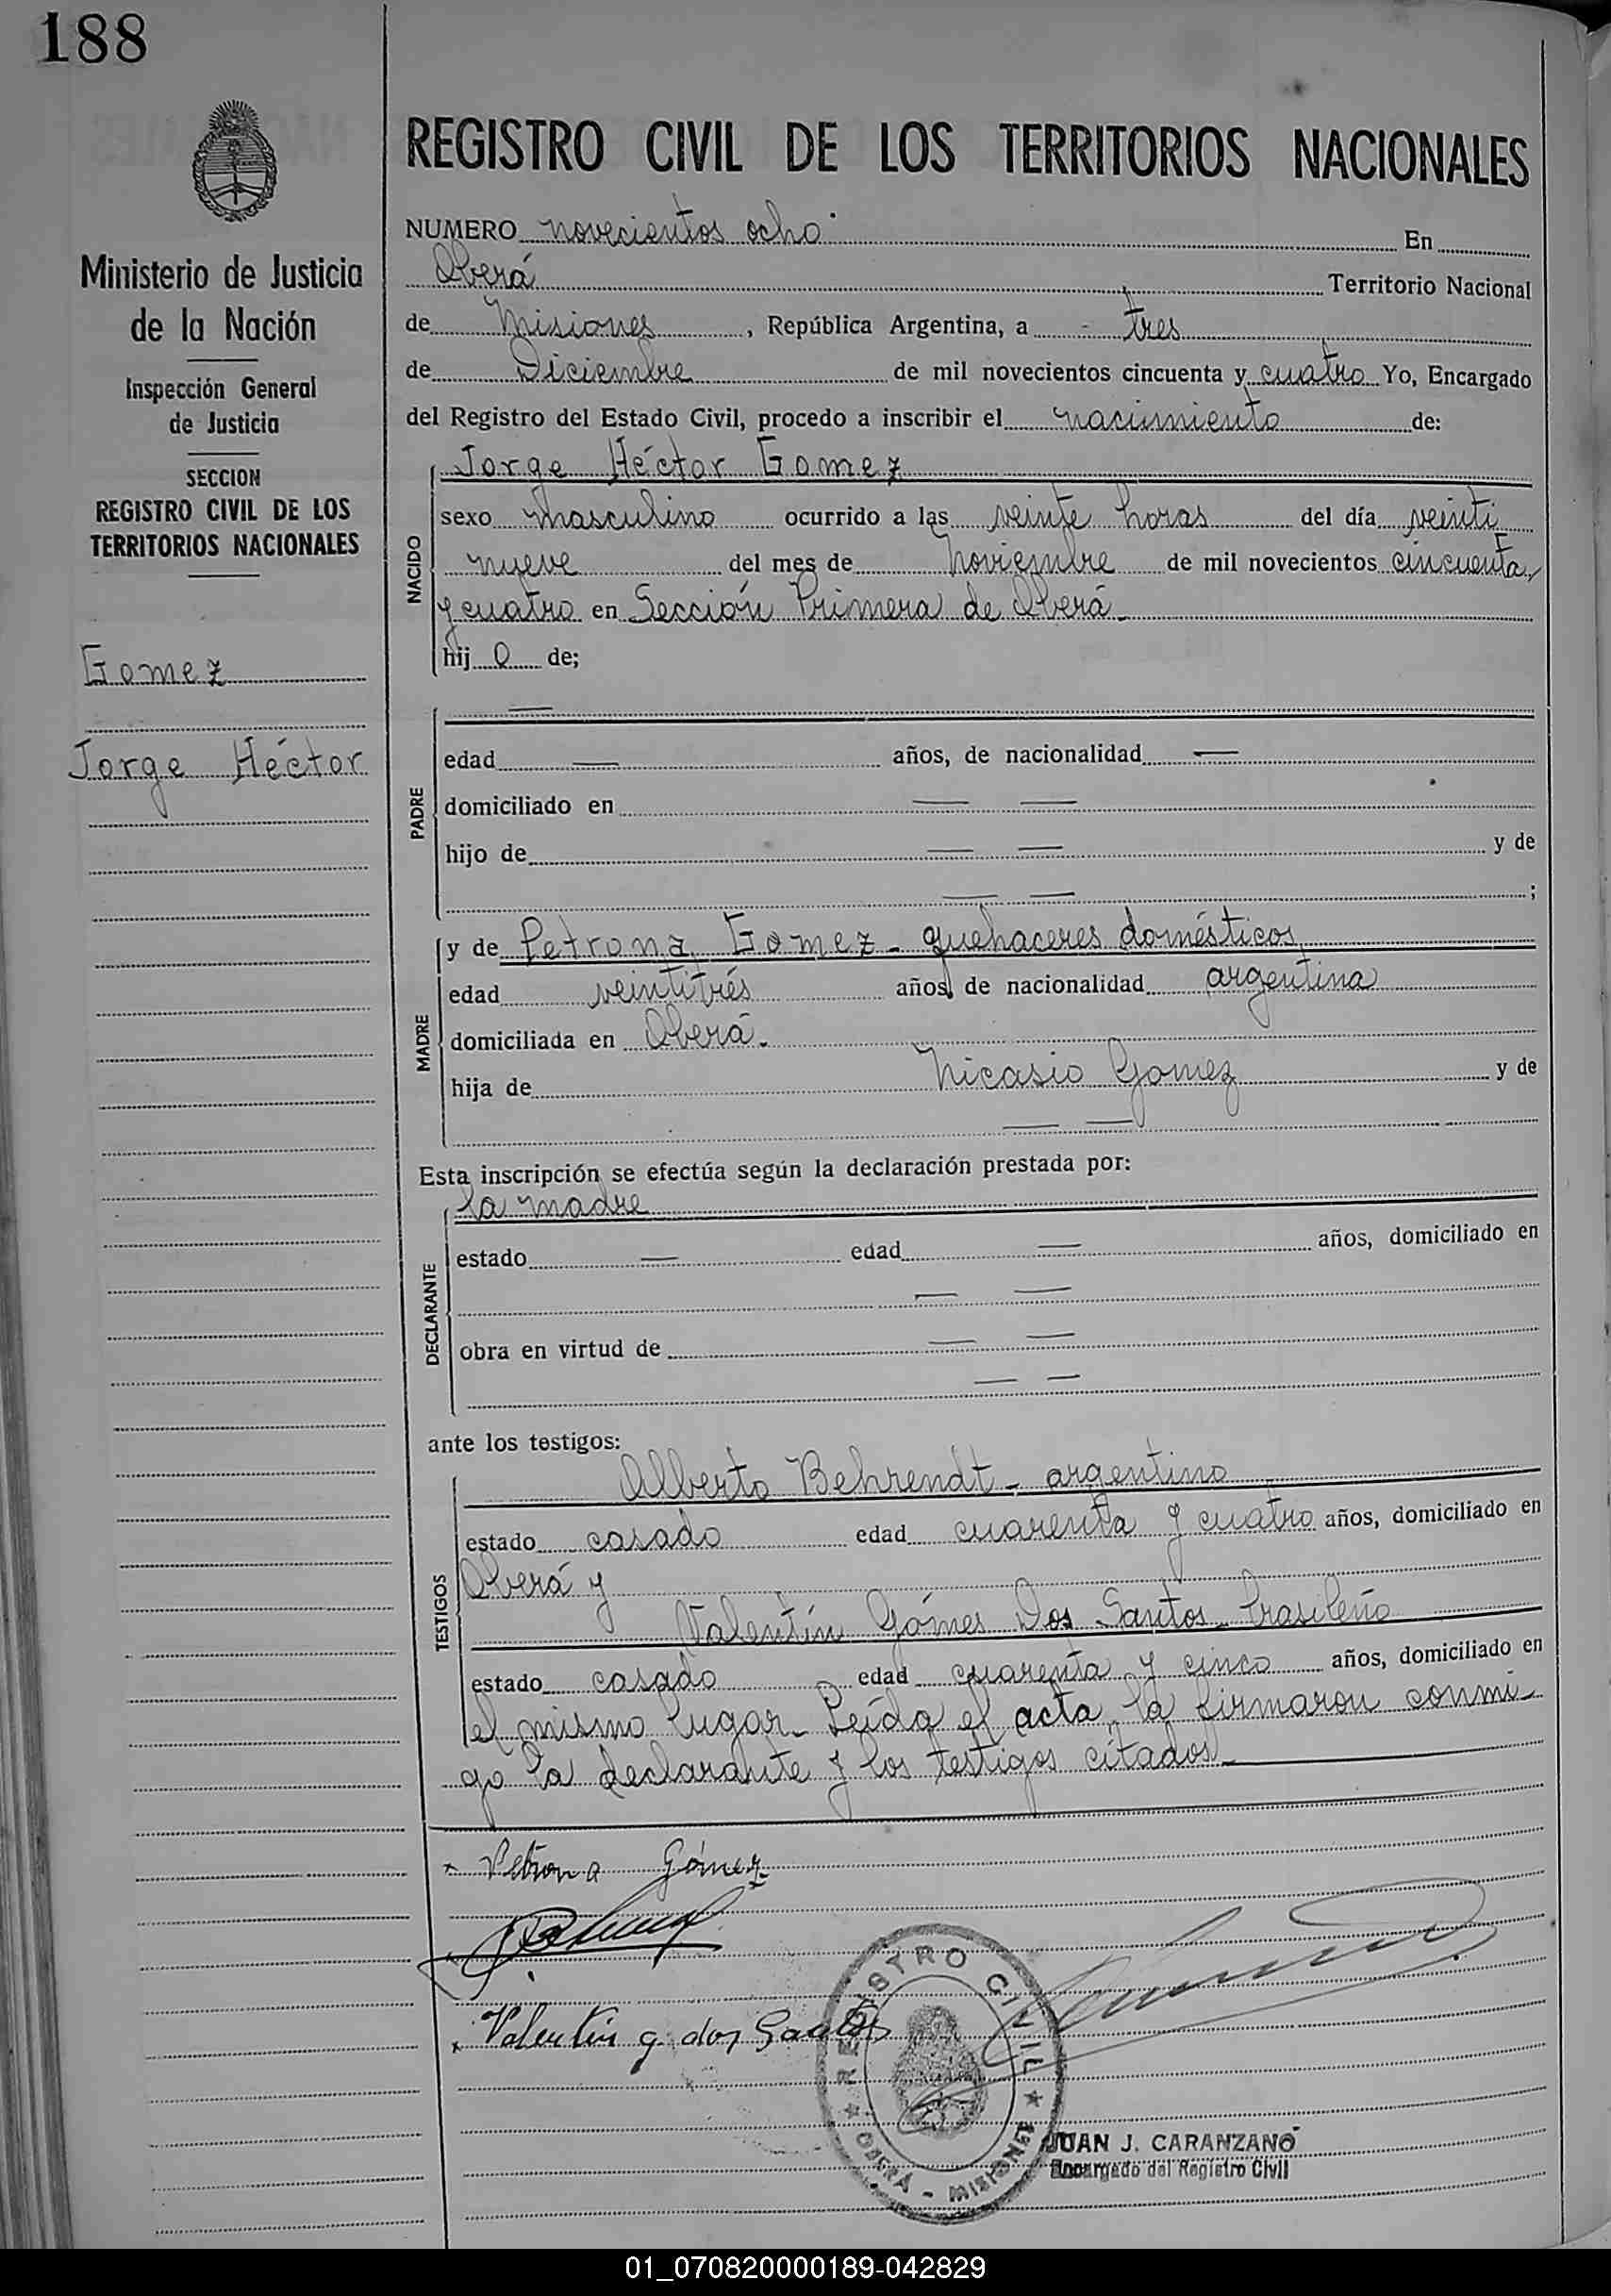 188
REGISTRO CIVIL DE LOS TERRITORIOS NACIONALES
Ministerio de Justicia
de la Nación
Inspección General
de Justicia
SECCION
REGISTRO CIVIL DE LOS
TERRITORIOS NACIONALES
Gomez
Jorge Héctor
NUMERO novecientos ocho En
Oberá Territorio Nacional
de Misiones, República Argentina, a - tres
de Diciembre de mil novecientos cincuenta y cuatro Yo, Encargado
del Registro del Estado Civil, procedo a inscribir el nacimiento de:
NACIDO
Jorge Héctor Gomez
sexo masculino ocurrido a las veinte horas del día veinti
nueve del mes de noviembre de mil novecientos cincuenta
y cuatro en Sección Primera de Oberá
hij o de;
PADRE
—
edad — años, de nacionalidad —
domiciliado en — —
hijo de — — y de
— — ;
MADRE
y de Petrona Gomez - quehaceres domésticos
edad veintitrés años, de nacionalidad argentina
domiciliada en Oberá.
hija de Nicasio Gomez y de
— —
Esta inscripción se efectúa según la declaración prestada por:
DECLARANTE
la madre
estado — edad — años, domiciliado en
— —
obra en virtud de — —
— —
ante los testigos:
TESTIGOS
Alberto Behrendt - argentino
estado casado edad cuarenta y cuatro años, domiciliado en
Oberá y
Valentín Gómes Dos Santos - brasileño
estado casado edad cuarenta y cinco años, domiciliado en
el mismo lugar - Leída el acta, la firmaron conmi-
go la declarante y los testigos citados -
x Petrona Gómez
Valentín g. dos Santos
REGISTRO CIVIL
OBERÁ - MISIONES
JUAN J. CARANZANO
Encargado del Registro Civil
01_070820000189-042829